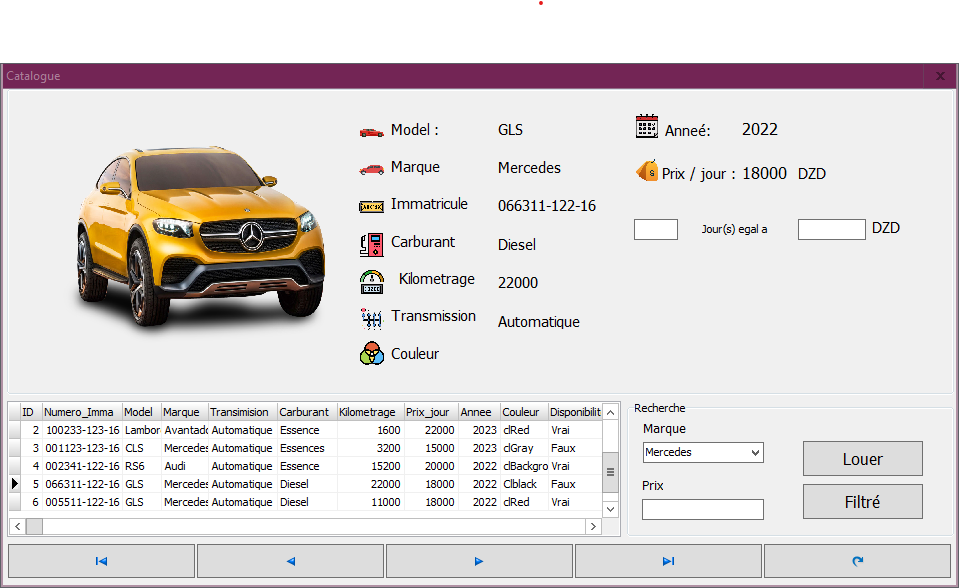 Catalogue x
Model : GLS
Marque Mercedes
Immatricule 066311-122-16
Carburant Diesel
Kilometrage 22000
Transmission Automatique
Couleur
Anneé: 2022
Prix / jour : 18000 DZD
Jour(s) egal a DZD
ID Numero_Imma Model Marque Transimision Carburant Kilometrage Prix_jour Annee Couleur Disponibilit
2 100233-123-16 Lambor Avantado Automatique Essence 1600 22000 2023 clRed Vrai
3 001123-123-16 CLS Mercedes Automatique Essences 3200 15000 2023 clGray Faux
4 002341-122-16 RS6 Audi Automatique Essence 15200 20000 2022 clBackgro Vrai
5 066311-122-16 GLS Mercedes Automatique Diesel 22000 18000 2022 Clblack Faux
6 005511-122-16 GLS Mercedes Automatique Diesel 11000 18000 2022 clRed Vrai
Recherche
Marque
Mercedes
Prix
Louer
Filtré